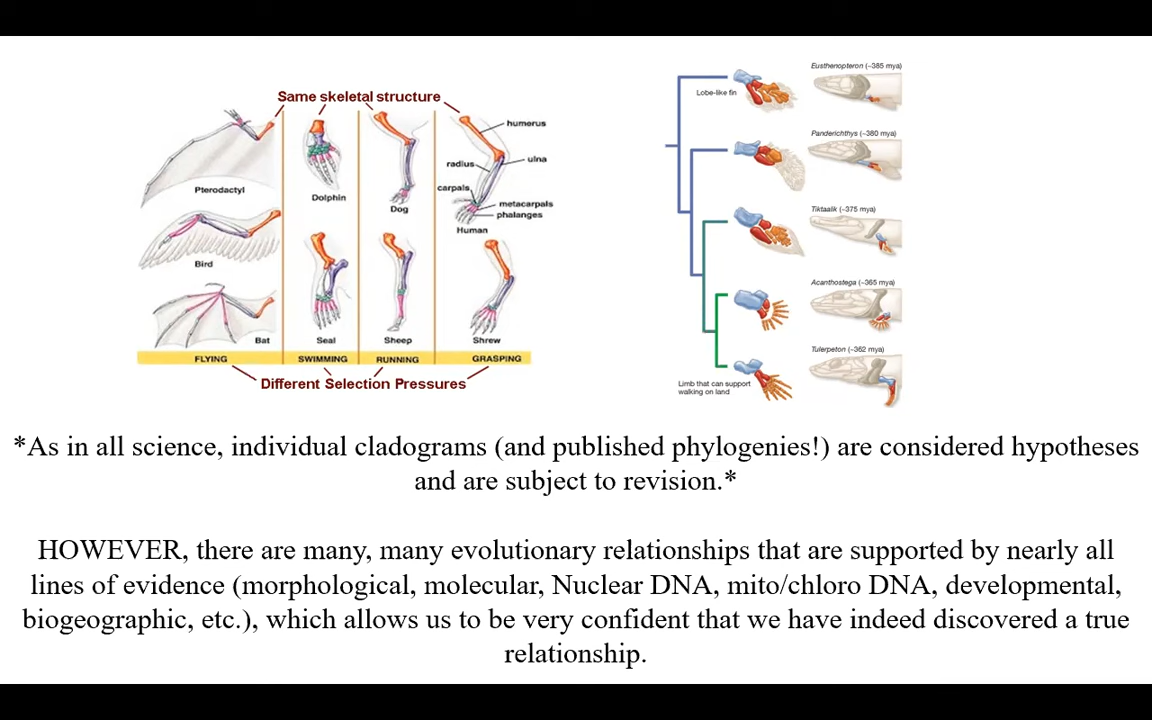 Same skeletal structure
humerus
ulna
radius
carpals
metacarpals
phalanges
Pterodactyl
Dolphin
Dog
Human
Bird
Bat
Seal
Sheep
Shrew
FLYING
SWIMMING
RUNNING
GRASPING
Different Selection Pressures
Lobe-like fin
Eusthenopteron (~385 mya)
Panderichthys (~380 mya)
Tiktaalik (~375 mya)
Acanthostega (~365 mya)
Tulerpeton (~362 mya)
Limb that can support
walking on land
*As in all science, individual cladograms (and published phylogenies!) are considered hypotheses
and are subject to revision.*
HOWEVER, there are many, many evolutionary relationships that are supported by nearly all
lines of evidence (morphological, molecular, Nuclear DNA, mito/chloro DNA, developmental,
biogeographic, etc.), which allows us to be very confident that we have indeed discovered a true
relationship.